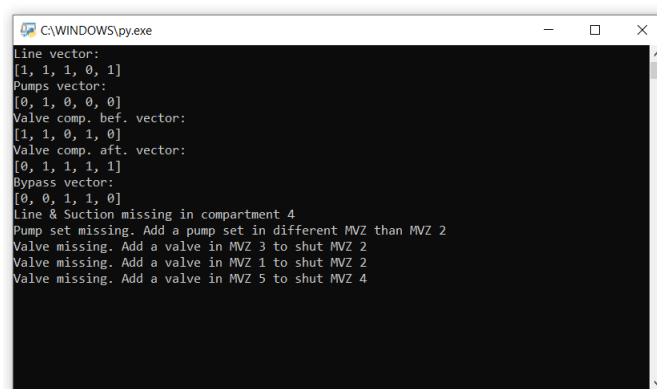 C:\WINDOWS\py.exe
Line vector:
[1, 1, 1, 0, 1]
Pumps vector:
[0, 1, 0, 0, 0]
Valve comp. bef. vector:
[1, 1, 0, 1, 0]
Valve comp. aft. vector:
[0, 1, 1, 1, 1]
Bypass vector:
[0, 0, 1, 1, 0]
Line & Suction missing in compartment 4
Pump set missing. Add a pump set in different MVZ than MVZ 2
Valve missing. Add a valve in MVZ 3 to shut MVZ 2
Valve missing. Add a valve in MVZ 1 to shut MVZ 2
Valve missing. Add a valve in MVZ 5 to shut MVZ 4